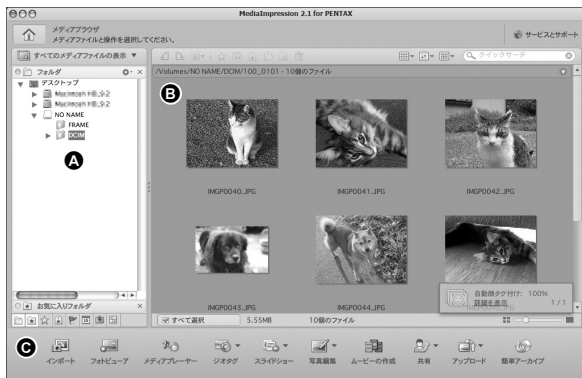 MediaImpression 2.1 for PENTAX
メディアブラウザ
メディアファイルと操作を選択してください。
サービスとサポート
すべてのメディアファイルの表示
クイックサーチ
フォルダ
/Volumes/NO NAME/DCIM/100_0101 - 10個のファイル
デスクトップ
NO NAME
FRAME
DCIM
A
B
IMGP0040.JPG
IMGP0041.JPG
IMGP0042.JPG
IMGP0043.JPG
IMGP0044.JPG
自動顔タグ付け: 100%
詳細を表示
1 / 1
お気に入りフォルダ
すべて選択
5.55MB
10個のファイル
C
インポート
フォトビューア
メディアプレーヤー
ジオタグ
スライドショー
写真編集
ムービーの作成
共有
アップロード
簡単アーカイブ